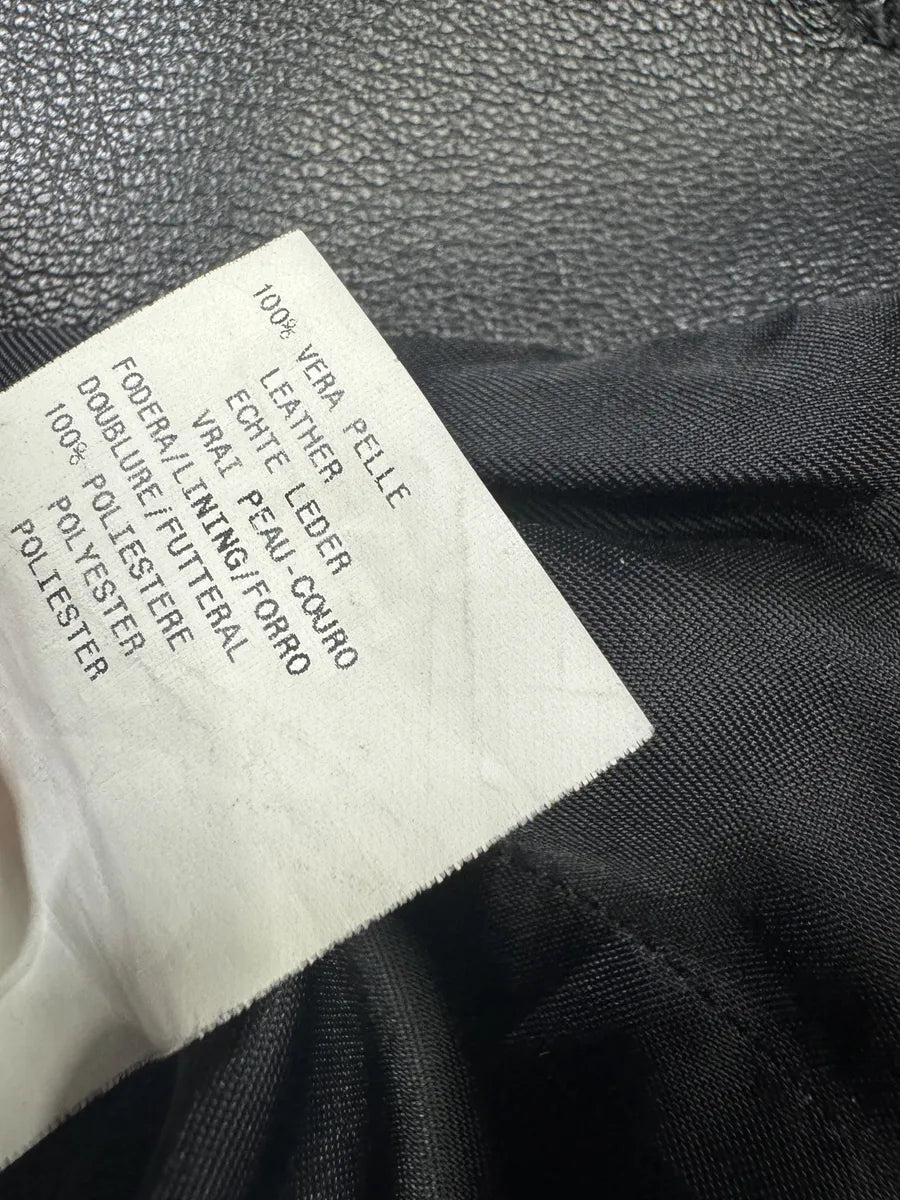 100% VERA PELLE
LEATHER
ECHTE LEDER
VRAI PEAU-COURO
FODERA/LINING/FORRO
DOUBLURE/FUTTERAL
100% POLIESTERE
POLYESTER
POLIESTER